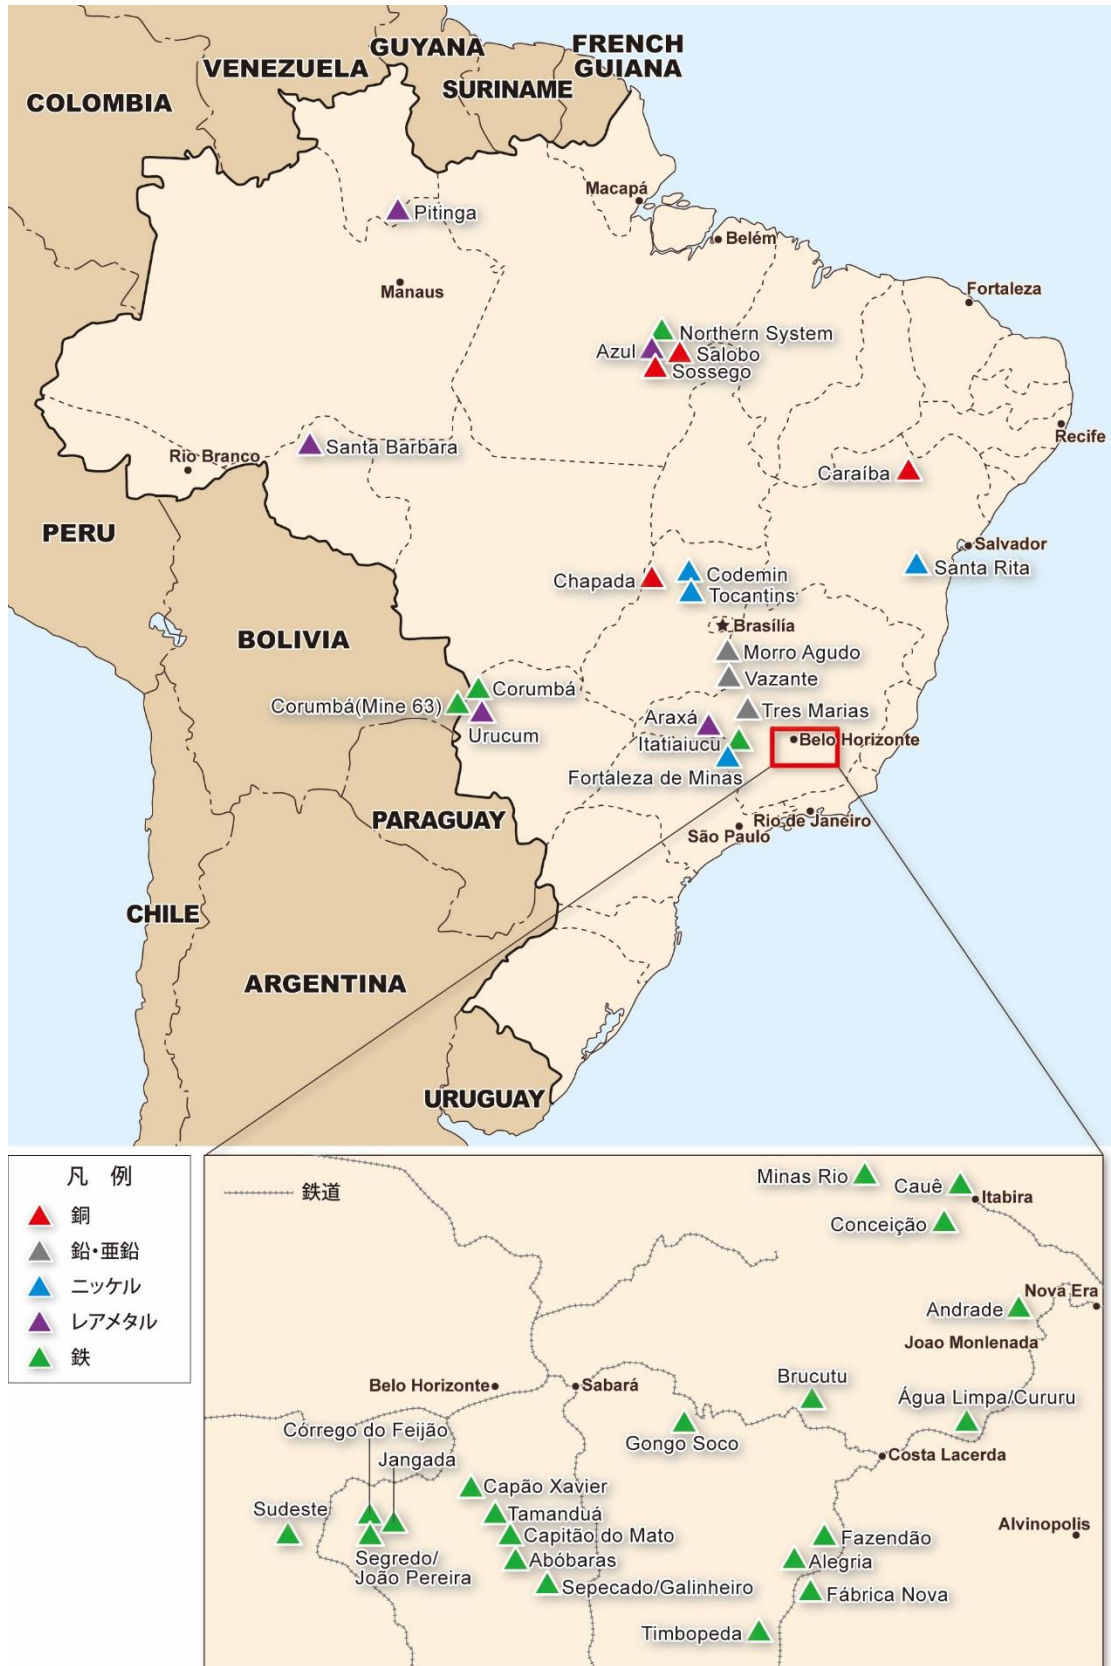 GUYANA
FRENCH
GUIANA
VENEZUELA
SURINAME
COLOMBIA
Macapá
Pitinga
Belém
Manaus
Fortaleza
Northern System
Azul
Salobo
Sossego
Recife
Santa Barbara
Rio Branco
Caraíba
PERU
Salvador
Santa Rita
Chapada
Codemin
Tocantins
Brasília
BOLIVIA
Morro Agudo
Vazante
Corumbá
Corumbá(Mine 63)
Tres Marias
Araxá
Urucum
Itatiaiucu
Belo Horizonte
Fortaleza de Minas
PARAGUAY
Rio de Janeiro
São Paulo
CHILE
ARGENTINA
URUGUAY
凡 例
銅
鉛・亜鉛
ニッケル
レアメタル
鉄
鉄道
Minas Rio
Cauê
Itabira
Conceição
Nova Era
Andrade
Joao Monlenada
Brucutu
Belo Horizonte
Sabará
Água Limpa/Cururu
Córrego do Feijão
Gongo Soco
Jangada
Costa Lacerda
Capão Xavier
Sudeste
Tamanduá
Alvinopolis
Capitão do Mato
Fazendão
Segredo/
João Pereira
Abóbaras
Alegria
Sepecado/Galinheiro
Fábrica Nova
Timbopeda